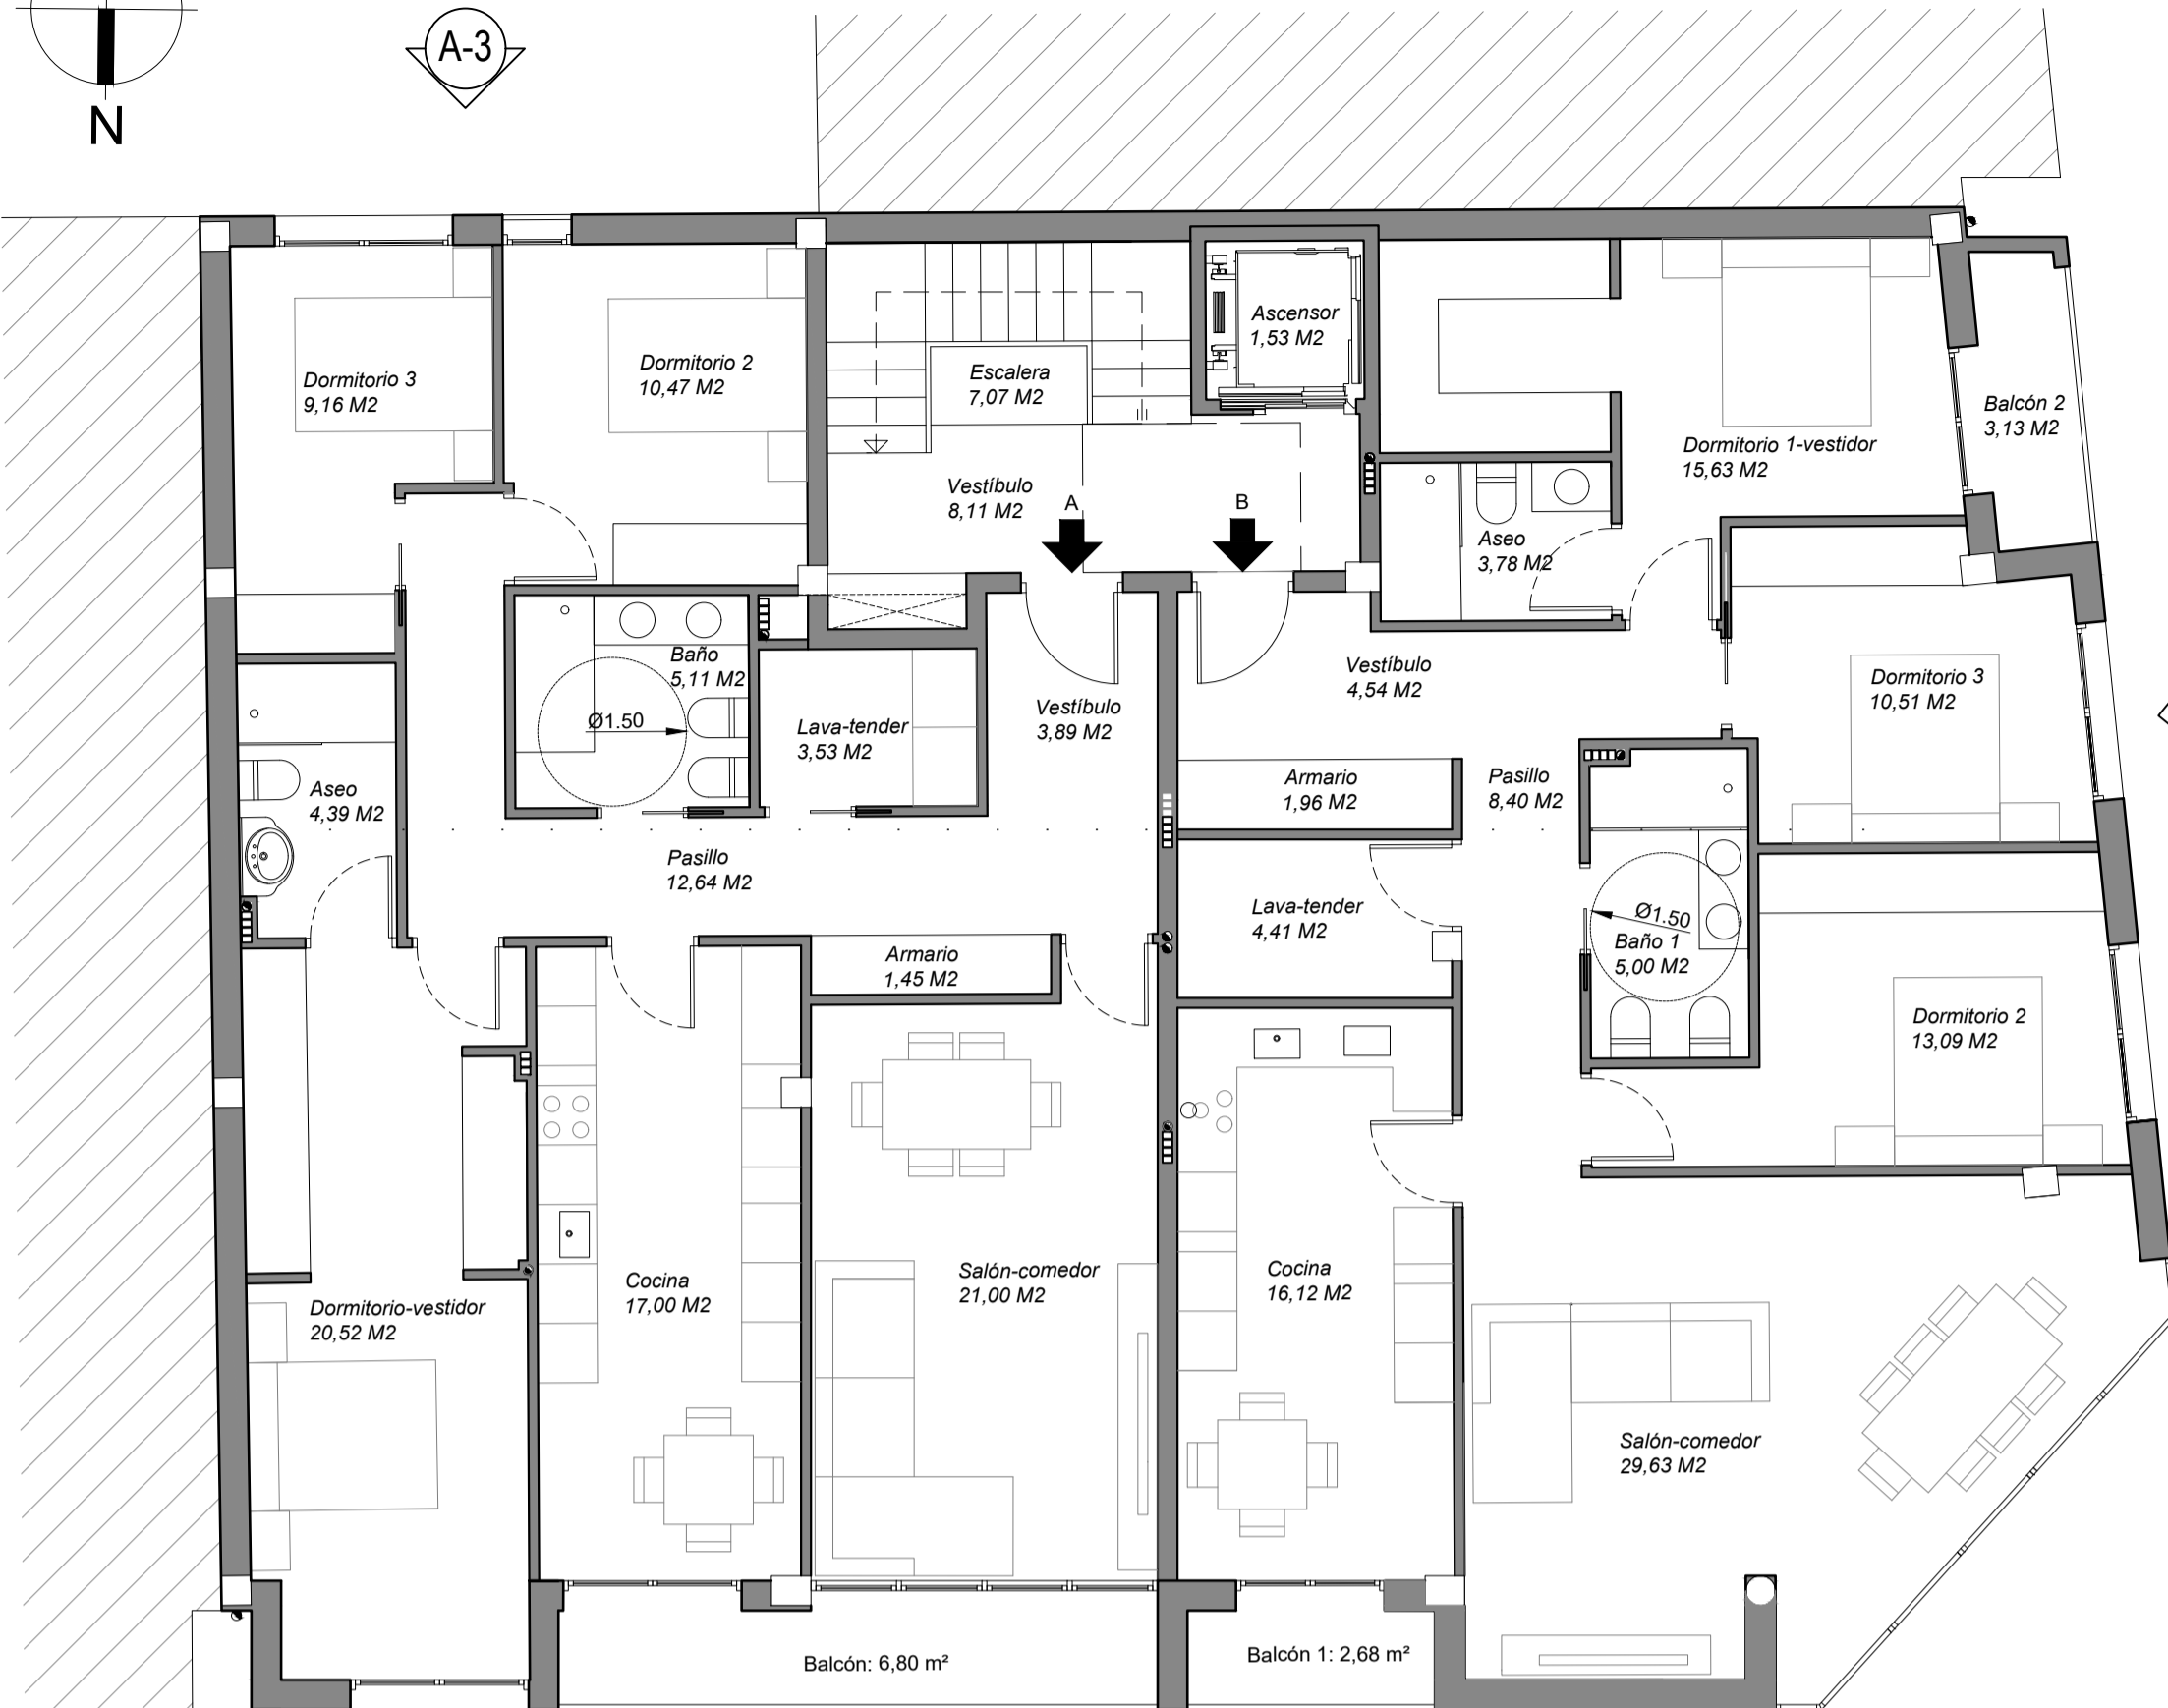 A-3
N
Ascensor
1,53 M2
Dormitorio 2
10,47 M2
Escalera
7,07 M2
Dormitorio 3
9,16 M2
Balcón 2
3,13 M2
Dormitorio 1-vestidor
15,63 M2
Vestíbulo
8,11 M2
A
B
Aseo
3,78 M2
Baño
5,11 M2
Vestíbulo
4,54 M2
Dormitorio 3
10,51 M2
Ø1.50
Lava-tender
3,53 M2
Vestíbulo
3,89 M2
Armario
1,96 M2
Pasillo
8,40 M2
Aseo
4,39 M2
Pasillo
12,64 M2
Lava-tender
4,41 M2
Ø1.50
Baño 1
5,00 M2
Armario
1,45 M2
Dormitorio 2
13,09 M2
Cocina
17,00 M2
Salón-comedor
21,00 M2
Cocina
16,12 M2
Dormitorio-vestidor
20,52 M2
Salón-comedor
29,63 M2
Balcón: 6,80 m²
Balcón 1: 2,68 m²